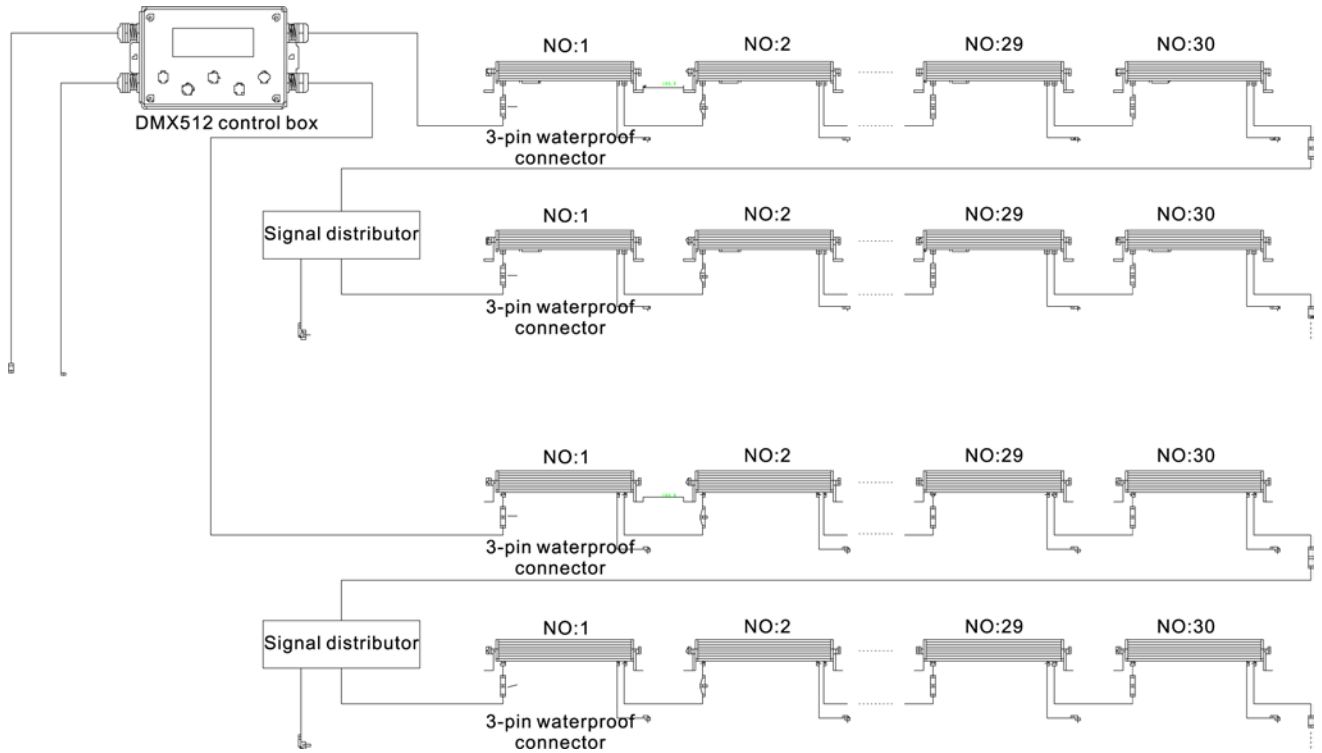 DMX512 control box
NO:1
NO:2
NO:29
NO:30
3-pin waterproof
connector
Signal distributor
NO:1
NO:2
NO:29
NO:30
3-pin waterproof
connector
NO:1
NO:2
NO:29
NO:30
3-pin waterproof
connector
Signal distributor
NO:1
NO:2
NO:29
NO:30
3-pin waterproof
connector